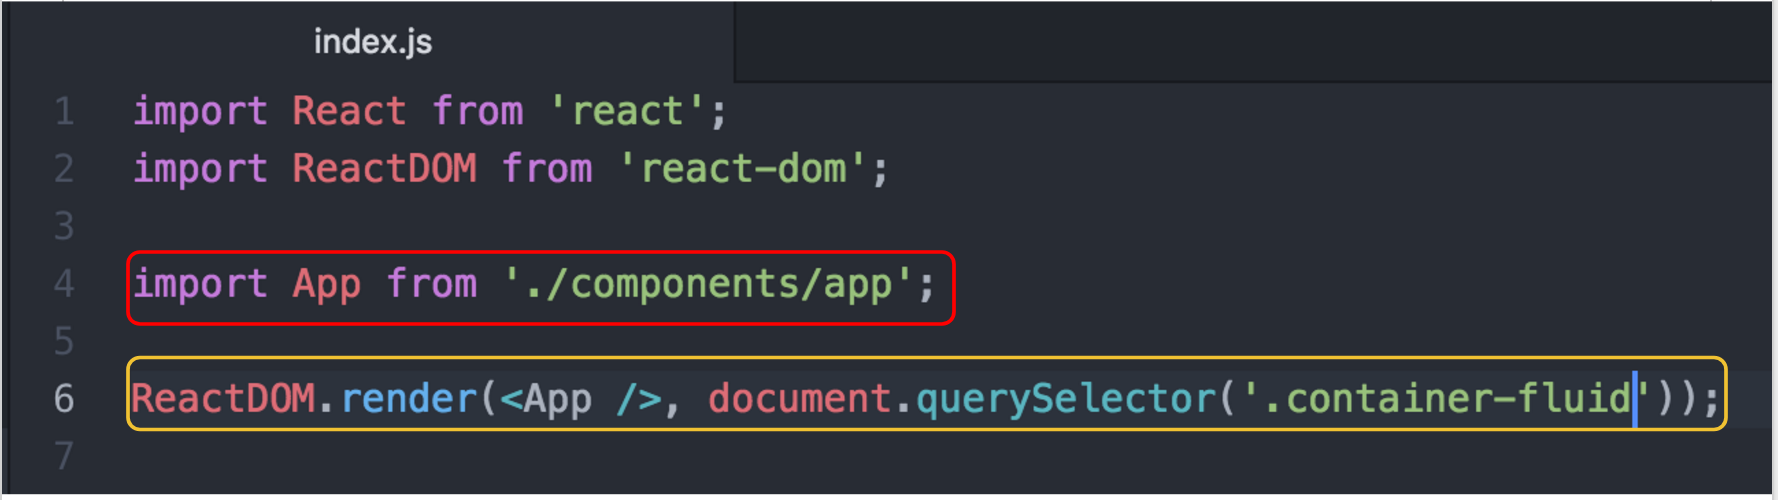 index.js
1 import React from 'react';
2 import ReactDOM from 'react-dom';
3
4 import App from './components/app';
5
6 ReactDOM.render(<App />, document.querySelector('.container-fluid'));
7